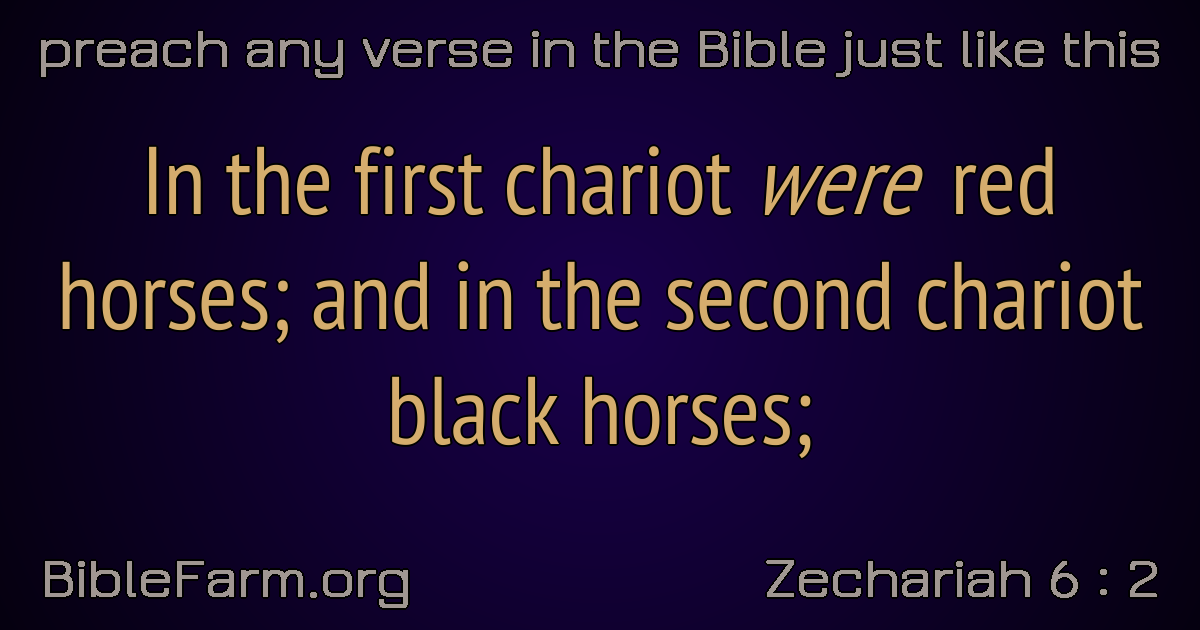 preach any verse in the Bible just like this
In the first chariot were red
horses; and in the second chariot
black horses;
BibleFarm.org
Zechariah 6 : 2